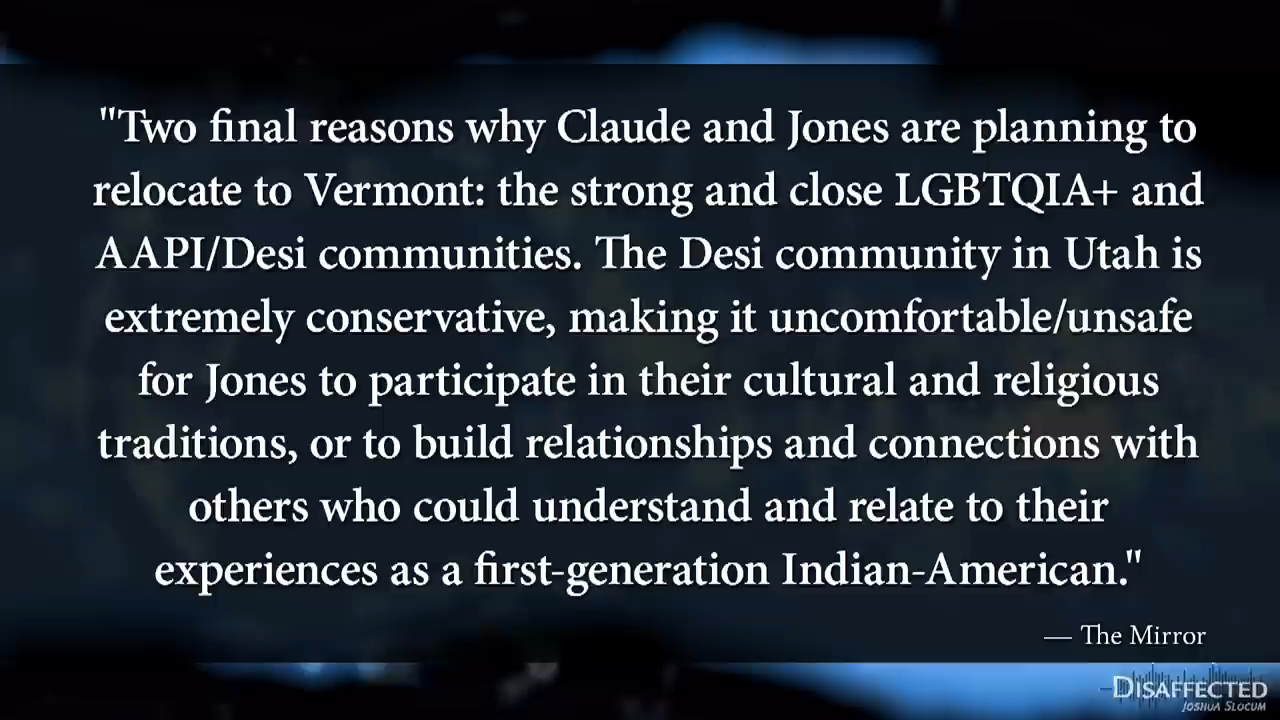 "Two final reasons why Claude and Jones are planning to
relocate to Vermont: the strong and close LGBTQIA+ and
AAPI/Desi communities. The Desi community in Utah is
extremely conservative, making it uncomfortable/unsafe
for Jones to participate in their cultural and religious
traditions, or to build relationships and connections with
others who could understand and relate to their
experiences as a first-generation Indian-American."
— The Mirror
DISAFFECTED
JOSHUA SLOCUM